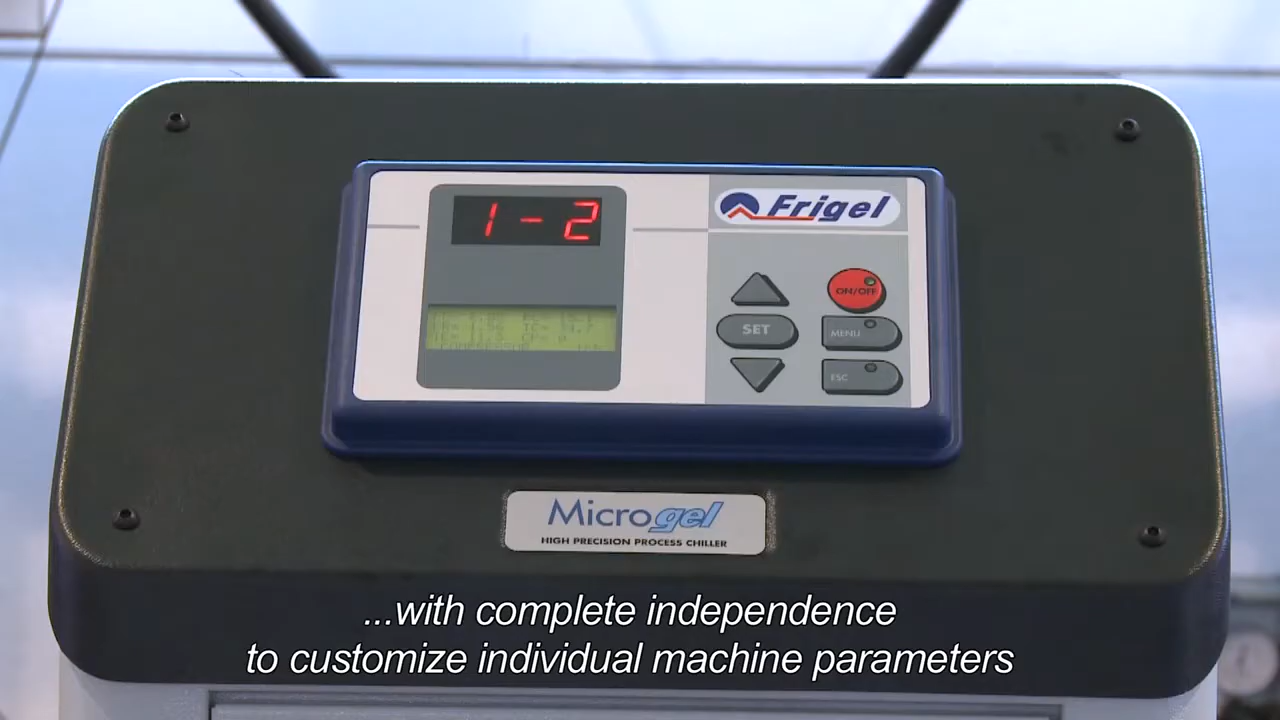 1-2
Frigel
ON/OFF
SET
MENU
ESC
COMPRESSOR
Microgel
HIGH PRECISION PROCESS CHILLER
...with complete independence
to customize individual machine parameters